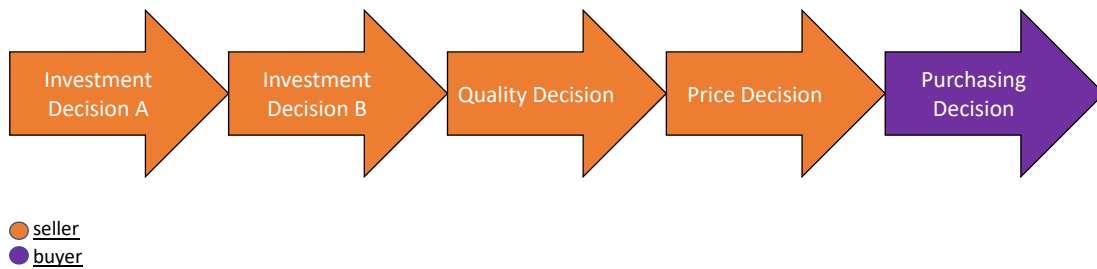 Investment
Decision A
Investment
Decision B
Quality Decision
Price Decision
Purchasing
Decision
seller
buyer